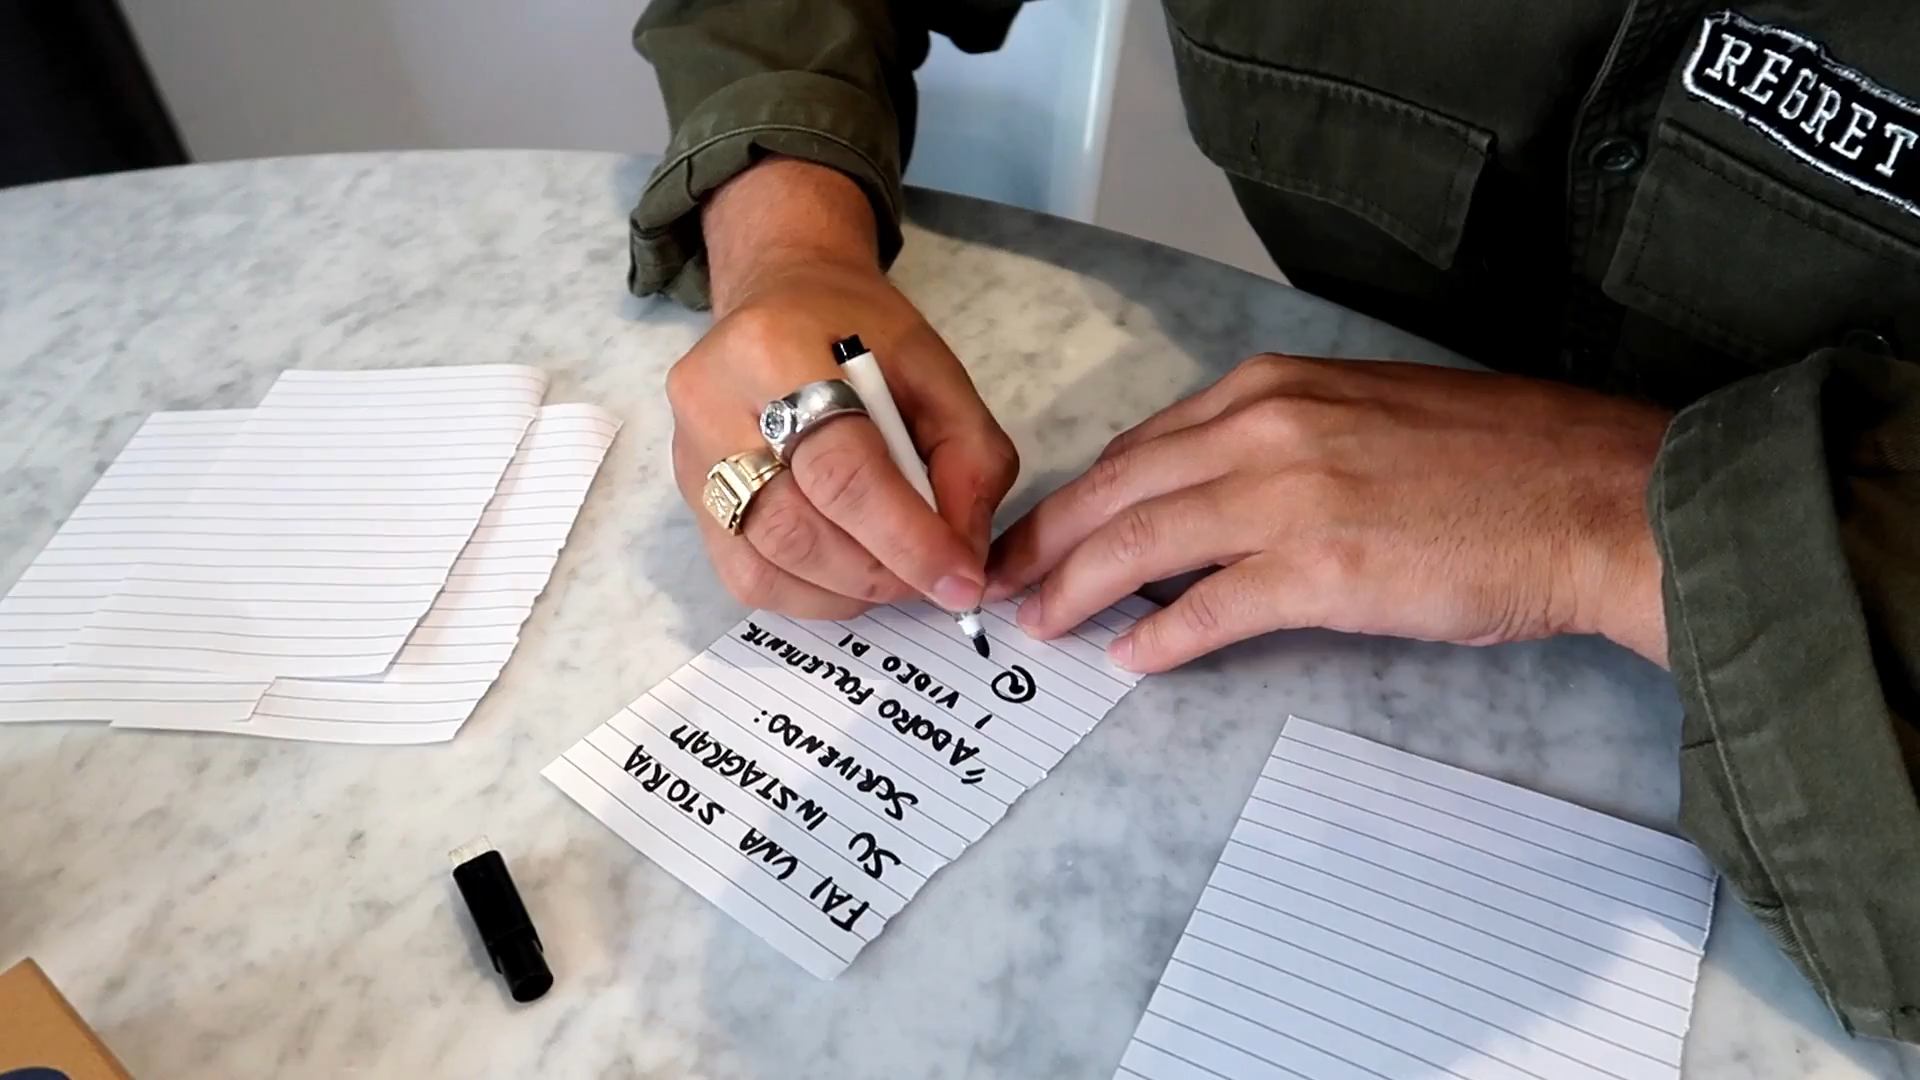 FAI UNA STORIA
SU INSTAGRAM
SCRIVENDO:
"ADORO FOLLEMENTE
I VIDEO DI
@
REGRET